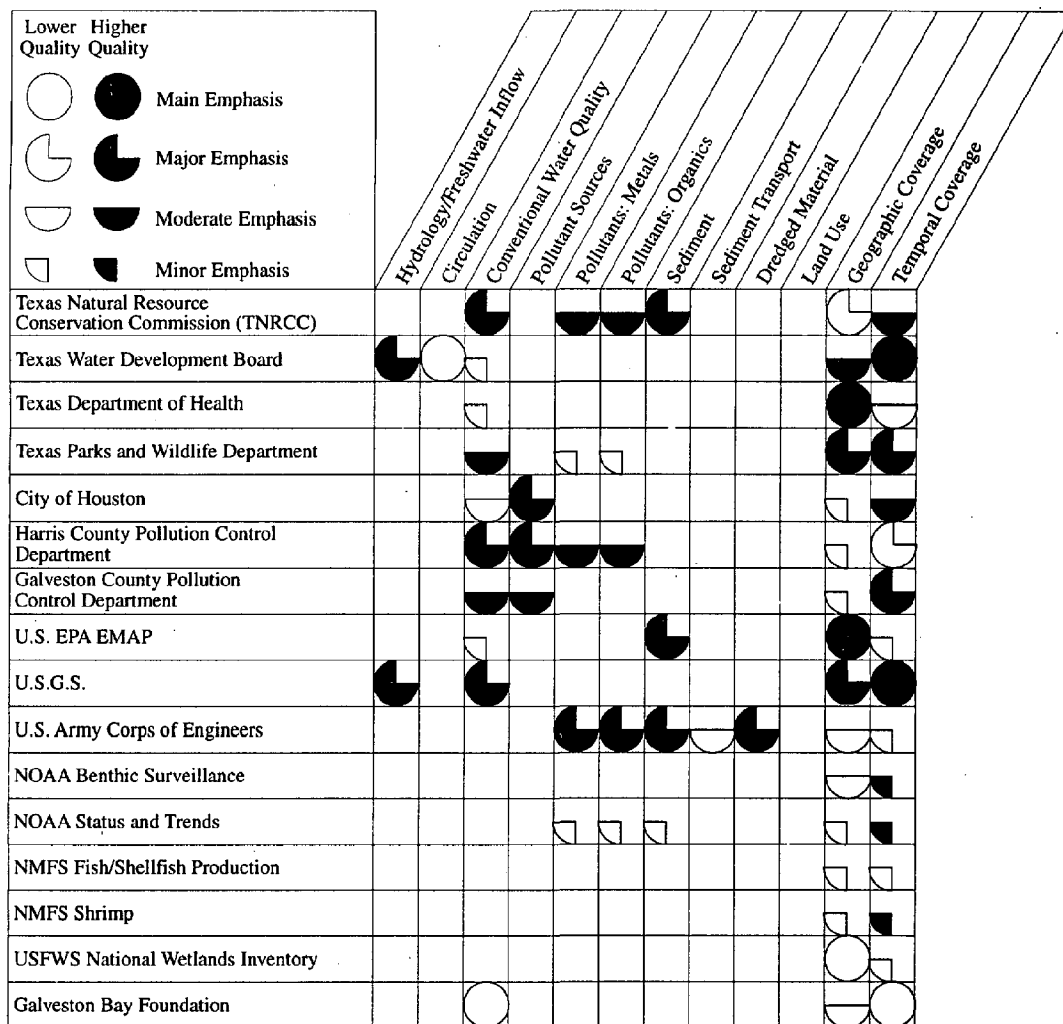 Lower Higher
Quality Quality
Main Emphasis
Major Emphasis
Moderate Emphasis
Minor Emphasis
Hydrology/Freshwater Inflow
Circulation
Conventional Water Quality
Pollutant Sources
Pollutants: Metals
Pollutants: Organics
Sediment
Sediment Transport
Dredged Material
Land Use
Geographic Coverage
Temporal Coverage
Texas Natural Resource
Conservation Commission (TNRCC)
Texas Water Development Board
Texas Department of Health
Texas Parks and Wildlife Department
City of Houston
Harris County Pollution Control
Department
Galveston County Pollution
Control Department
U.S. EPA EMAP
U.S.G.S.
U.S. Army Corps of Engineers
NOAA Benthic Surveillance
NOAA Status and Trends
NMFS Fish/Shellfish Production
NMFS Shrimp
USFWS National Wetlands Inventory
Galveston Bay Foundation